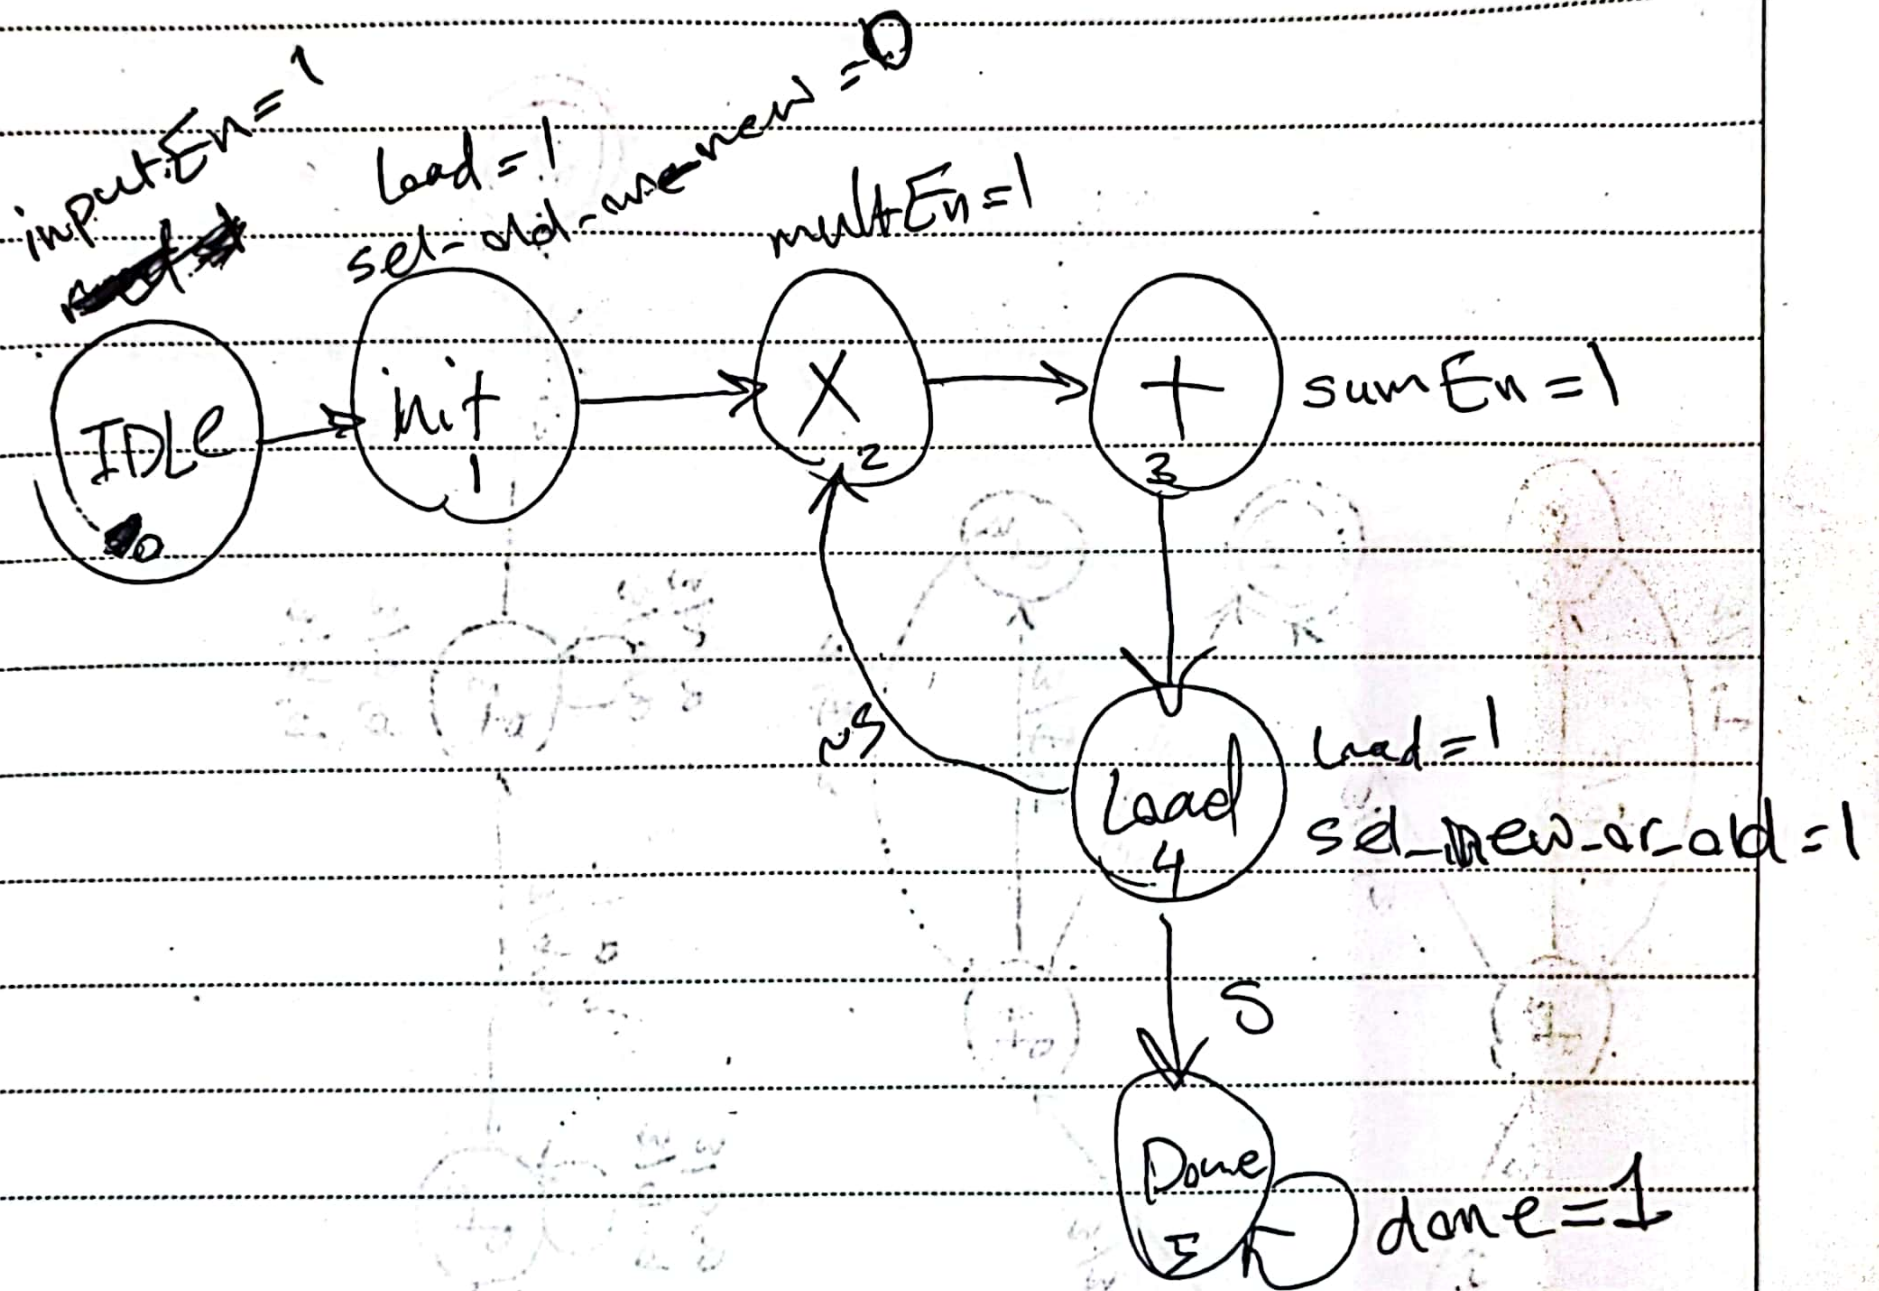 inputEn=1
load=1
sel-old-new=0
multEn=1
IDLe
0
init
1
X
2
+
3
sumEn=1
~S
Load
4
load=1
sel_new_or_old=1
S
Done
5
done=1